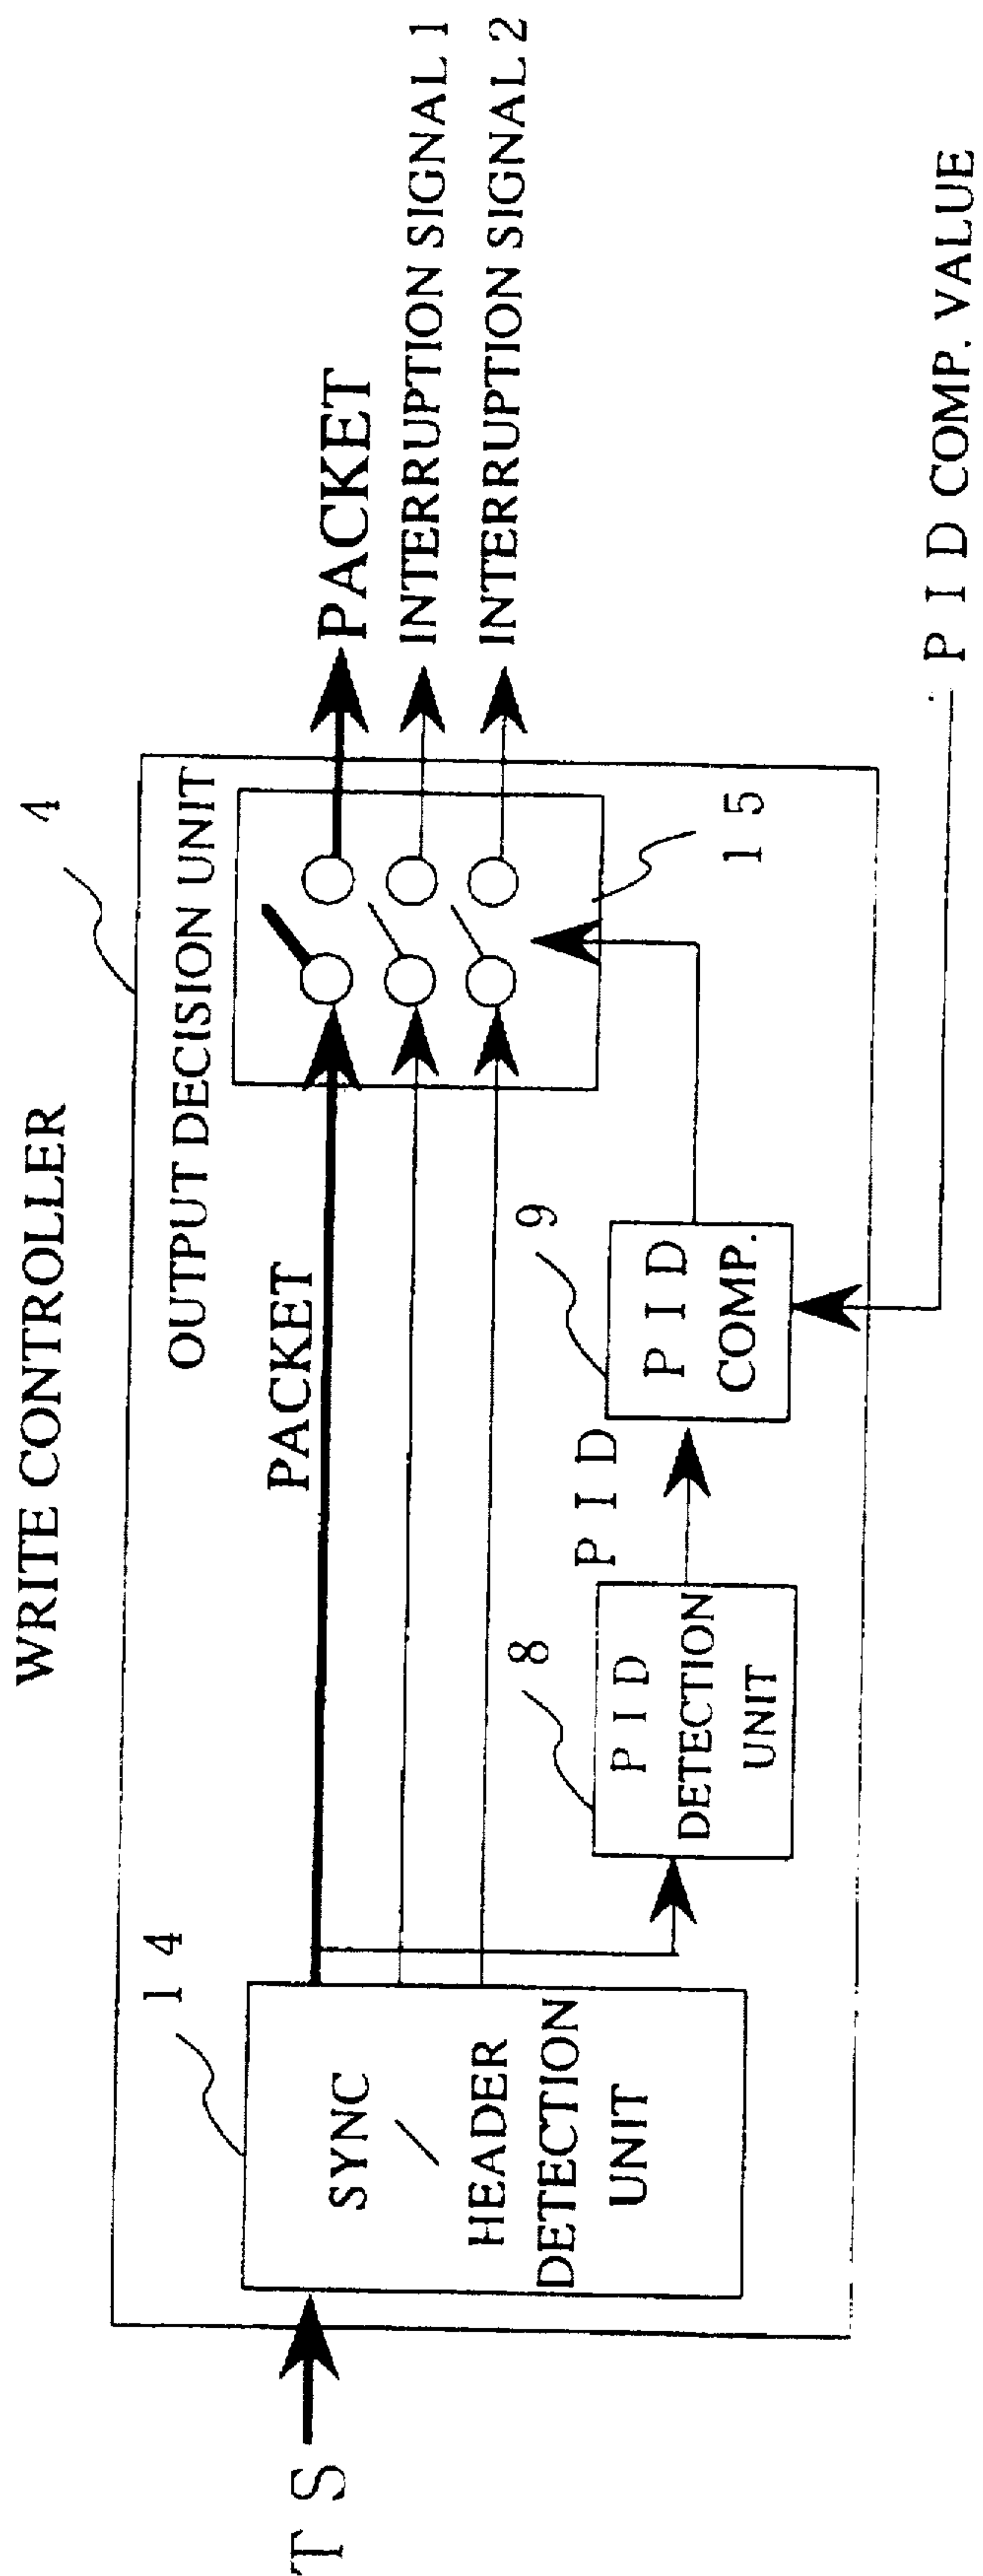 WRITE CONTROLLER
4
OUTPUT DECISION UNIT
1 4
PACKET
PACKET
INTERRUPTION SIGNAL 1
INTERRUPTION SIGNAL 2
T S
SYNC
/
HEADER
DETECTION
UNIT
8
P I D
DETECTION
UNIT
P I D
9
P I D
COMP.
1 5
P I D COMP. VALUE